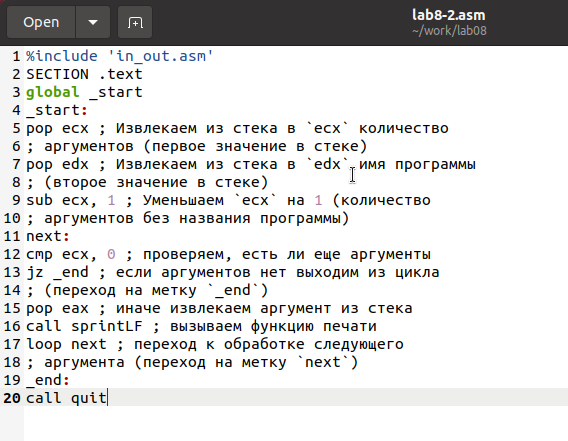 Open
lab8-2.asm
~/work/lab08
1 %include 'in_out.asm'
2 SECTION .text
3 global _start
4 _start:
5 pop ecx ; Извлекаем из стека в `ecx` количество
6 ; аргументов (первое значение в стеке)
7 pop edx ; Извлекаем из стека в `edx` имя программы
8 ; (второе значение в стеке)
9 sub ecx, 1 ; Уменьшаем `ecx` на 1 (количество
10 ; аргументов без названия программы)
11 next:
12 cmp ecx, 0 ; проверяем, есть ли еще аргументы
13 jz _end ; если аргументов нет выходим из цикла
14 ; (переход на метку `_end`)
15 pop eax ; иначе извлекаем аргумент из стека
16 call sprintLF ; вызываем функцию печати
17 loop next ; переход к обработке следующего
18 ; аргумента (переход на метку `next`)
19 _end:
20 call quit